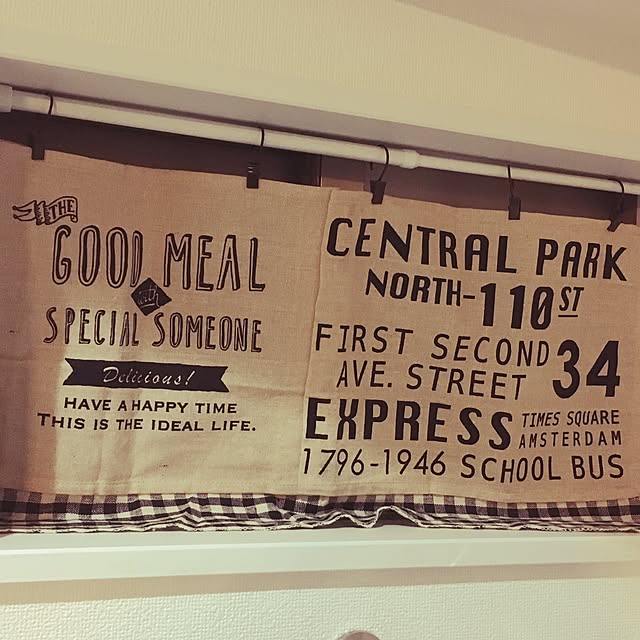 THE
GOOD MEAL
with
SPECIAL SOMEONE
Delicious!
HAVE A HAPPY TIME
THIS IS THE IDEAL LIFE.
CENTRAL PARK
NORTH-110ST
FIRST SECOND
AVE. STREET 34
EXPRESS
TIMES SQUARE
AMSTERDAM
1796-1946 SCHOOL BUS